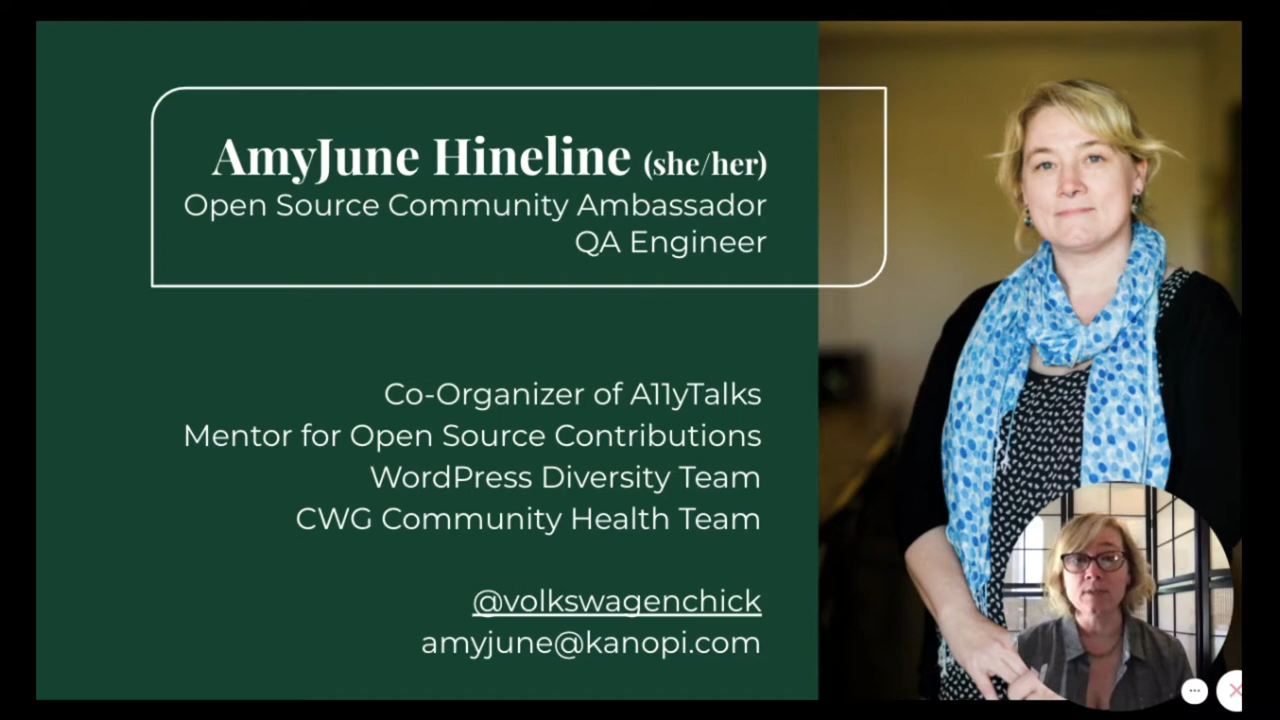 AmyJune Hineline (she/her)
Open Source Community Ambassador
QA Engineer
Co-Organizer of A11yTalks
Mentor for Open Source Contributions
WordPress Diversity Team
CWG Community Health Team
@volkswagenchick
amyjune@kanopi.com